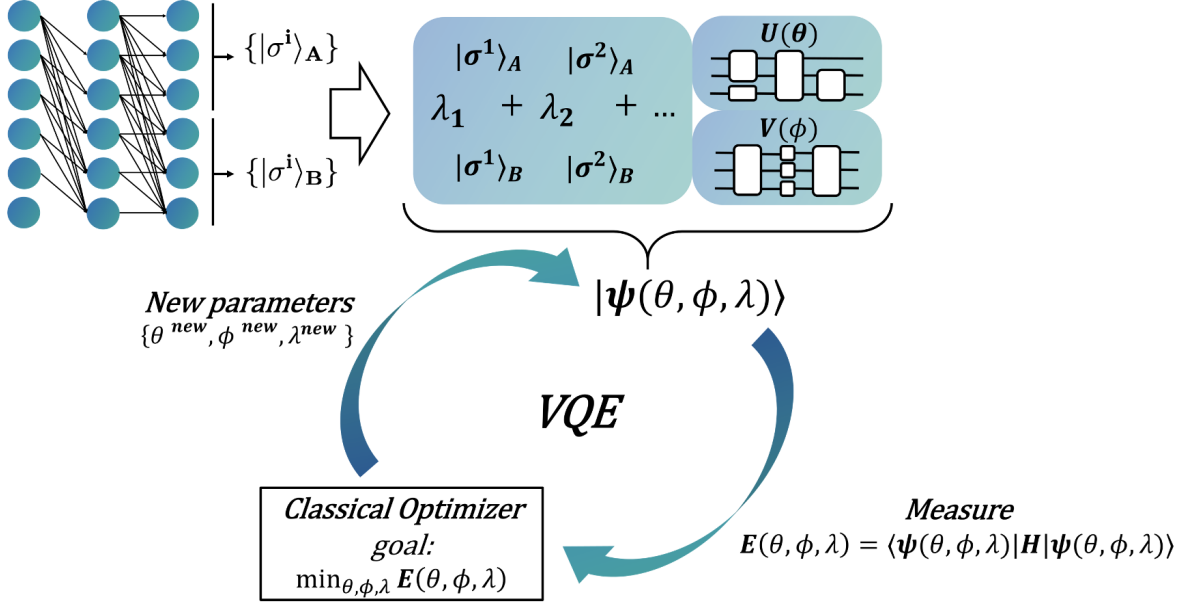 {|σ^i⟩_A}
{|σ^i⟩_B}
|σ^1⟩_A |σ^2⟩_A
λ_1 + λ_2 + ...
|σ^1⟩_B |σ^2⟩_B
U(θ)
V(ϕ)
|ψ(θ, ϕ, λ)⟩
New parameters
{θ^new, ϕ^new, λ^new}
VQE
Classical Optimizer
goal:
min_{θ,ϕ,λ} E(θ, ϕ, λ)
Measure
E(θ, ϕ, λ) = ⟨ψ(θ, ϕ, λ)|H|ψ(θ, ϕ, λ)⟩